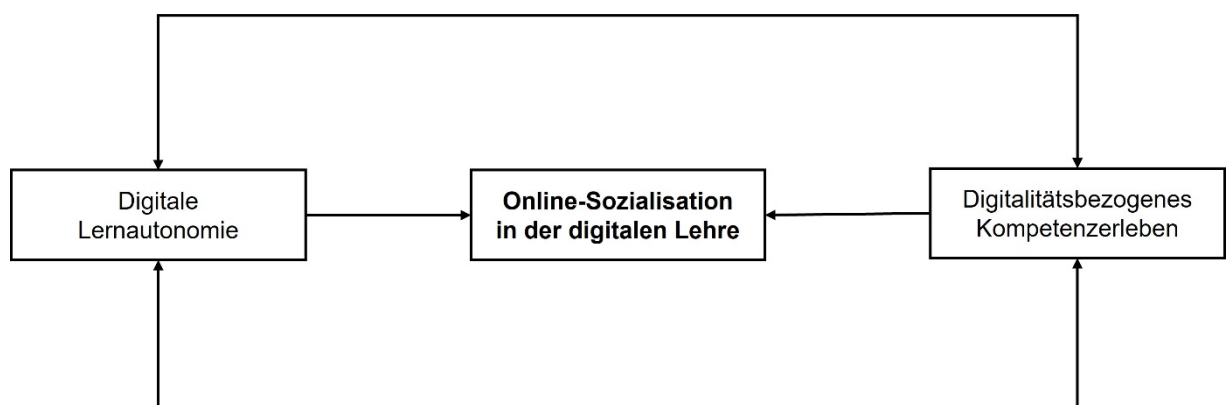 Digitale
Lernautonomie
Online-Sozialisation
in der digitalen Lehre
Digitalitätsbezogenes
Kompetenzerleben